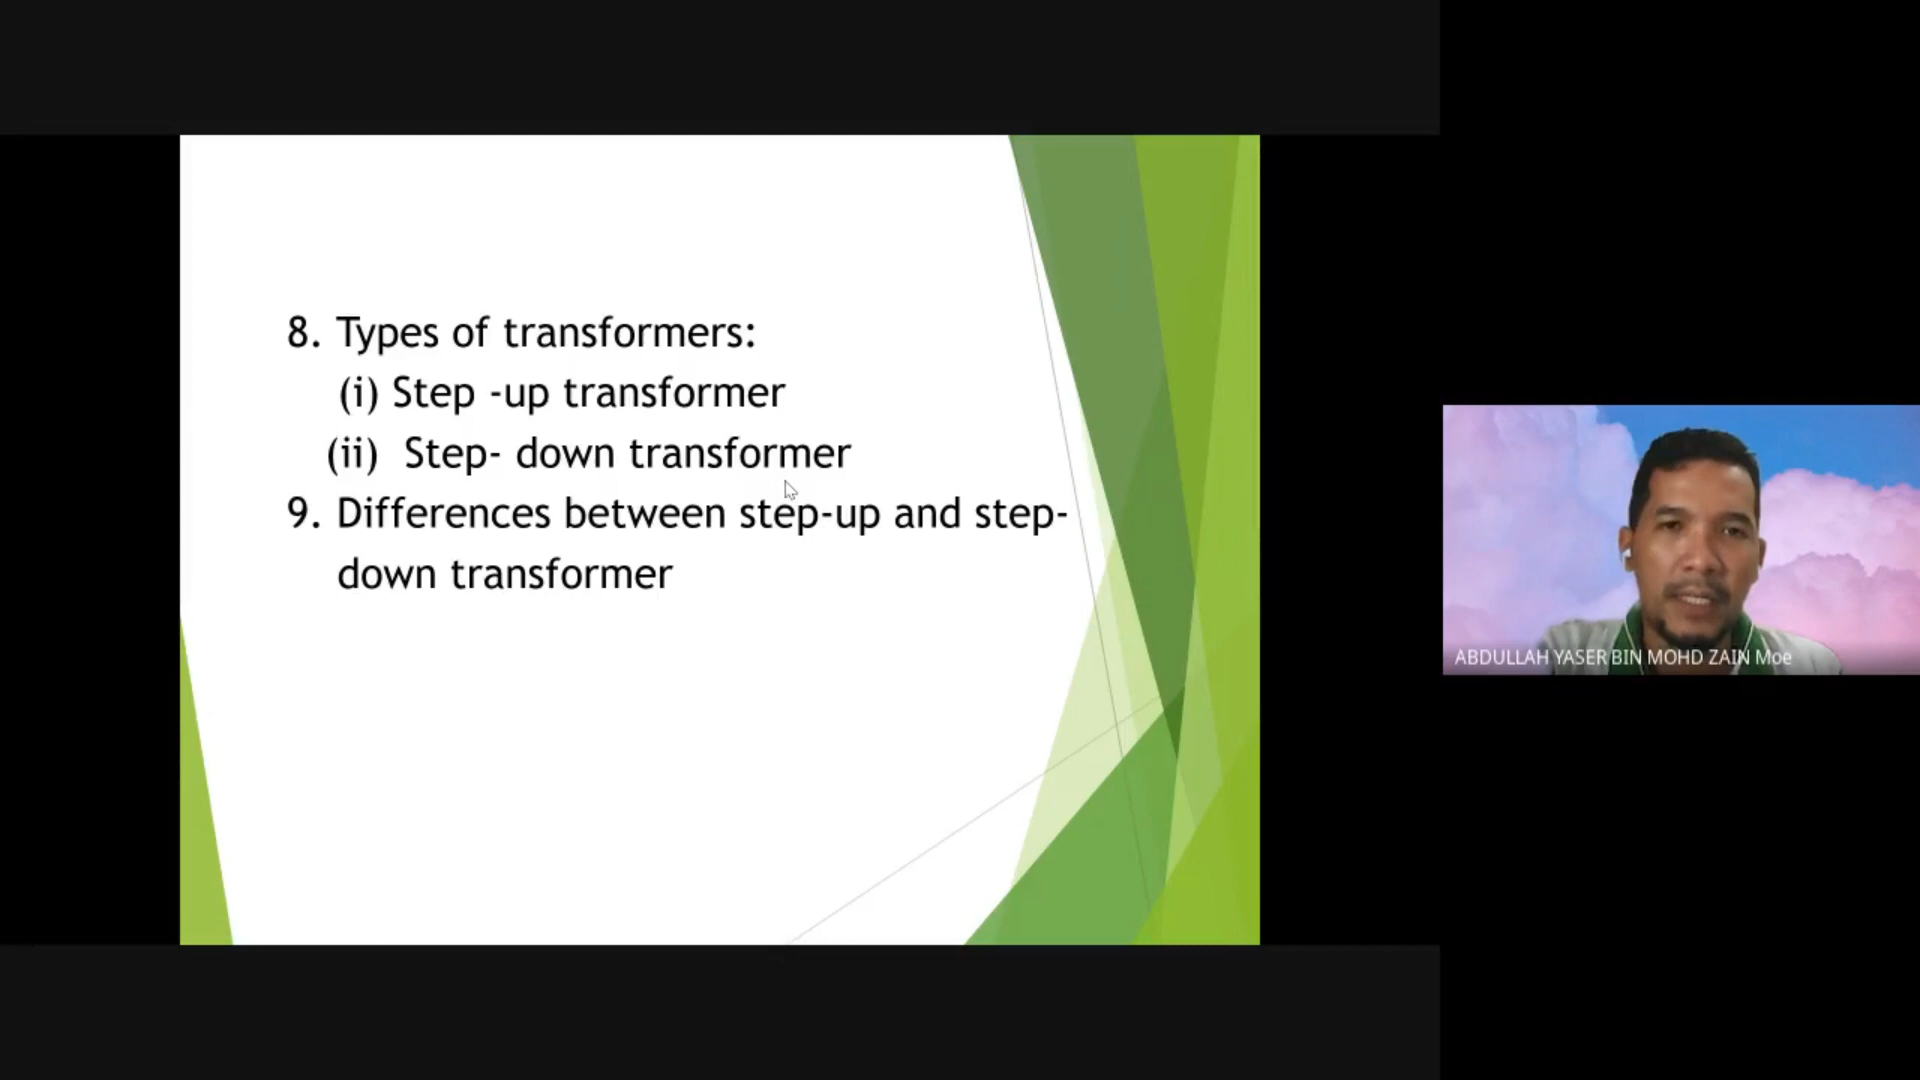 8. Types of transformers:
(i) Step -up transformer
(ii) Step- down transformer
9. Differences between step-up and step-
down transformer
ABDULLAH YASER BIN MOHD ZAIN Moe